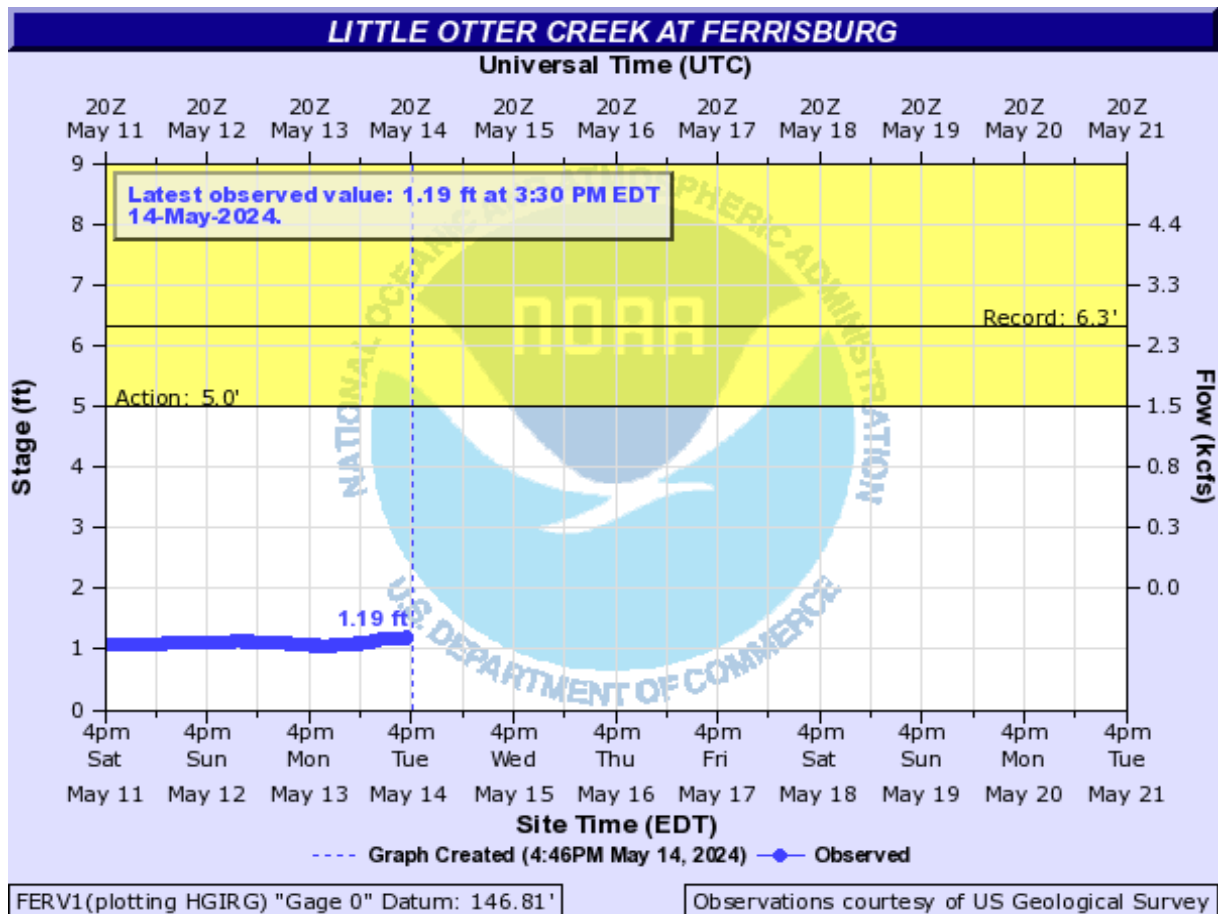 LITTLE OTTER CREEK AT FERRISBURG
Universal Time (UTC)
20Z 20Z 20Z 20Z 20Z 20Z 20Z 20Z 20Z 20Z 20Z
May 11 May 12 May 13 May 14 May 15 May 16 May 17 May 18 May 19 May 20 May 21
Latest observed value: 1.19 ft at 3:30 PM EDT
14-May-2024.
NATIONAL OCEANIC AND ATMOSPHERIC ADMINISTRATION
NOAA
U.S. DEPARTMENT OF COMMERCE
Record: 6.3'
Action: 5.0'
1.19 ft
Stage (ft)
9
8
7
6
5
4
3
2
1
0
Flow (kcfs)
4.4
3.3
2.3
1.5
0.8
0.3
0.0
4pm 4pm 4pm 4pm 4pm 4pm 4pm 4pm 4pm 4pm 4pm
Sat Sun Mon Tue Wed Thu Fri Sat Sun Mon Tue
May 11 May 12 May 13 May 14 May 15 May 16 May 17 May 18 May 19 May 20 May 21
Site Time (EDT)
Graph Created (4:46PM May 14, 2024) Observed
FERV1(plotting HGIRG) "Gage 0" Datum: 146.81'
Observations courtesy of US Geological Survey